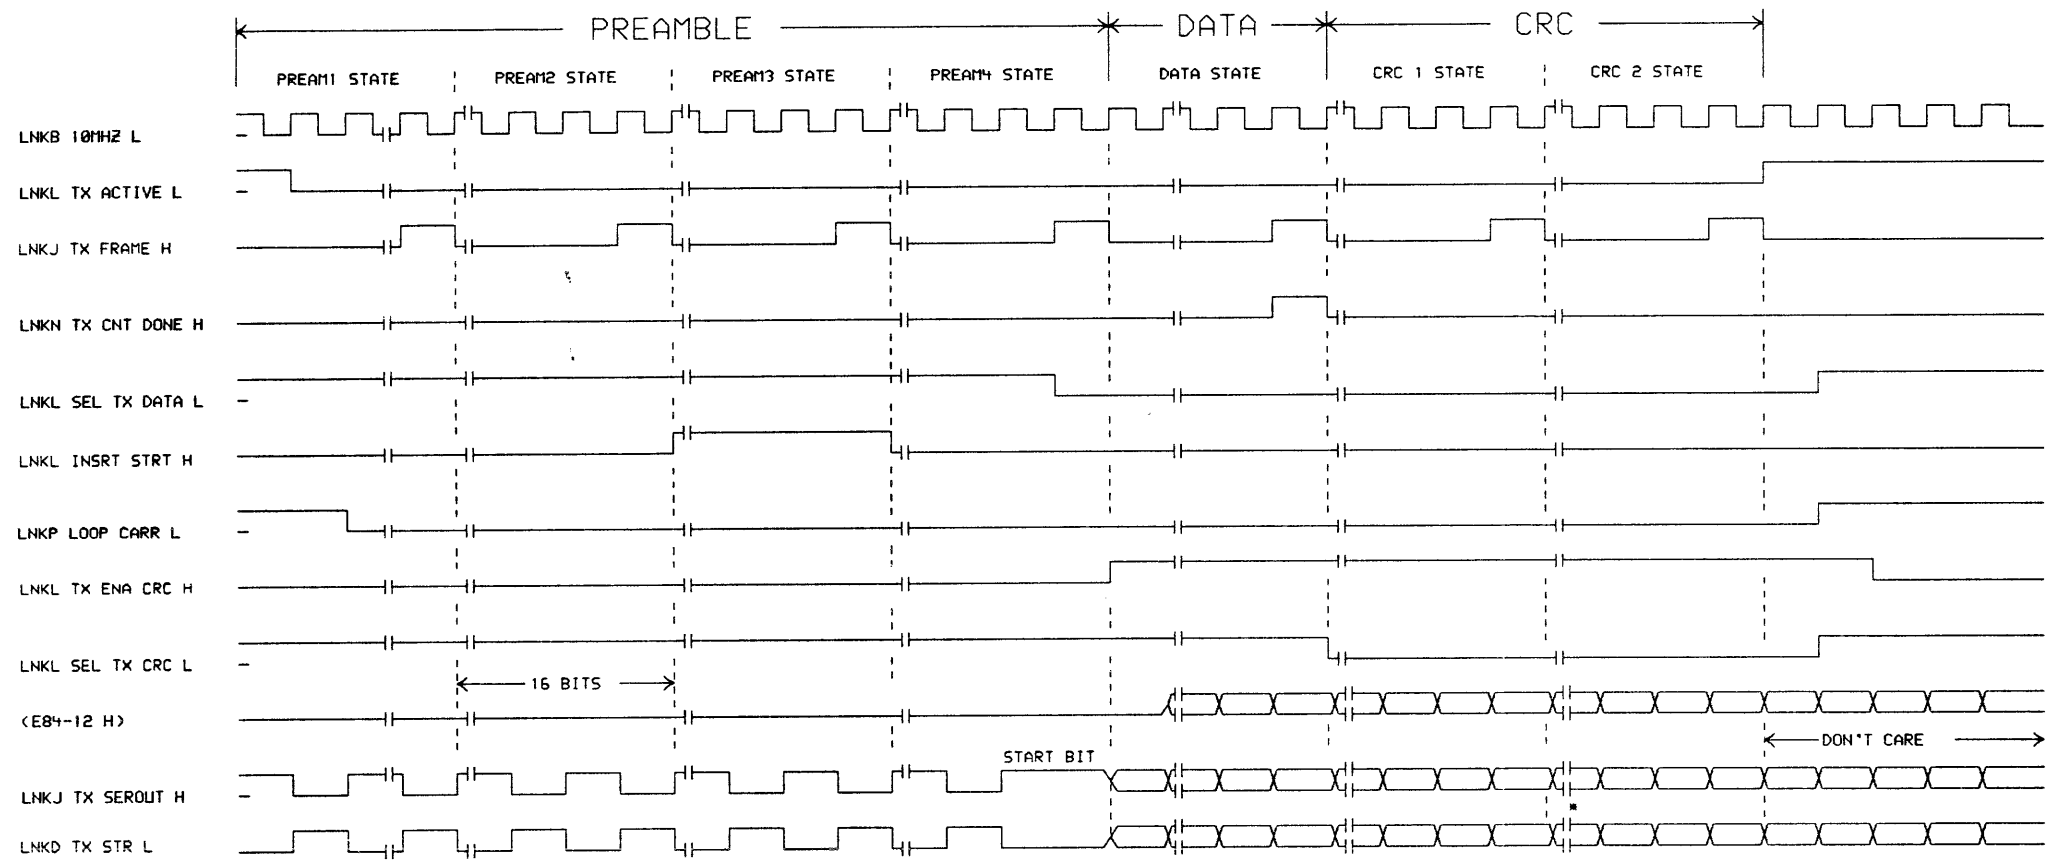 PREAMBLE DATA CRC
PREAM1 STATE PREAM2 STATE PREAM3 STATE PREAM4 STATE DATA STATE CRC 1 STATE CRC 2 STATE
LNKB 10MHZ L
LNKL TX ACTIVE L
LNKJ TX FRAME H
LNKN TX CNT DONE H
LNKL SEL TX DATA L
LNKL INSRT STRT H
LNKP LOOP CARR L
LNKL TX ENA CRC H
LNKL SEL TX CRC L
16 BITS
(E84-12 H)
DON'T CARE
START BIT
LNKJ TX SEROUT H
*
LNKD TX STR L